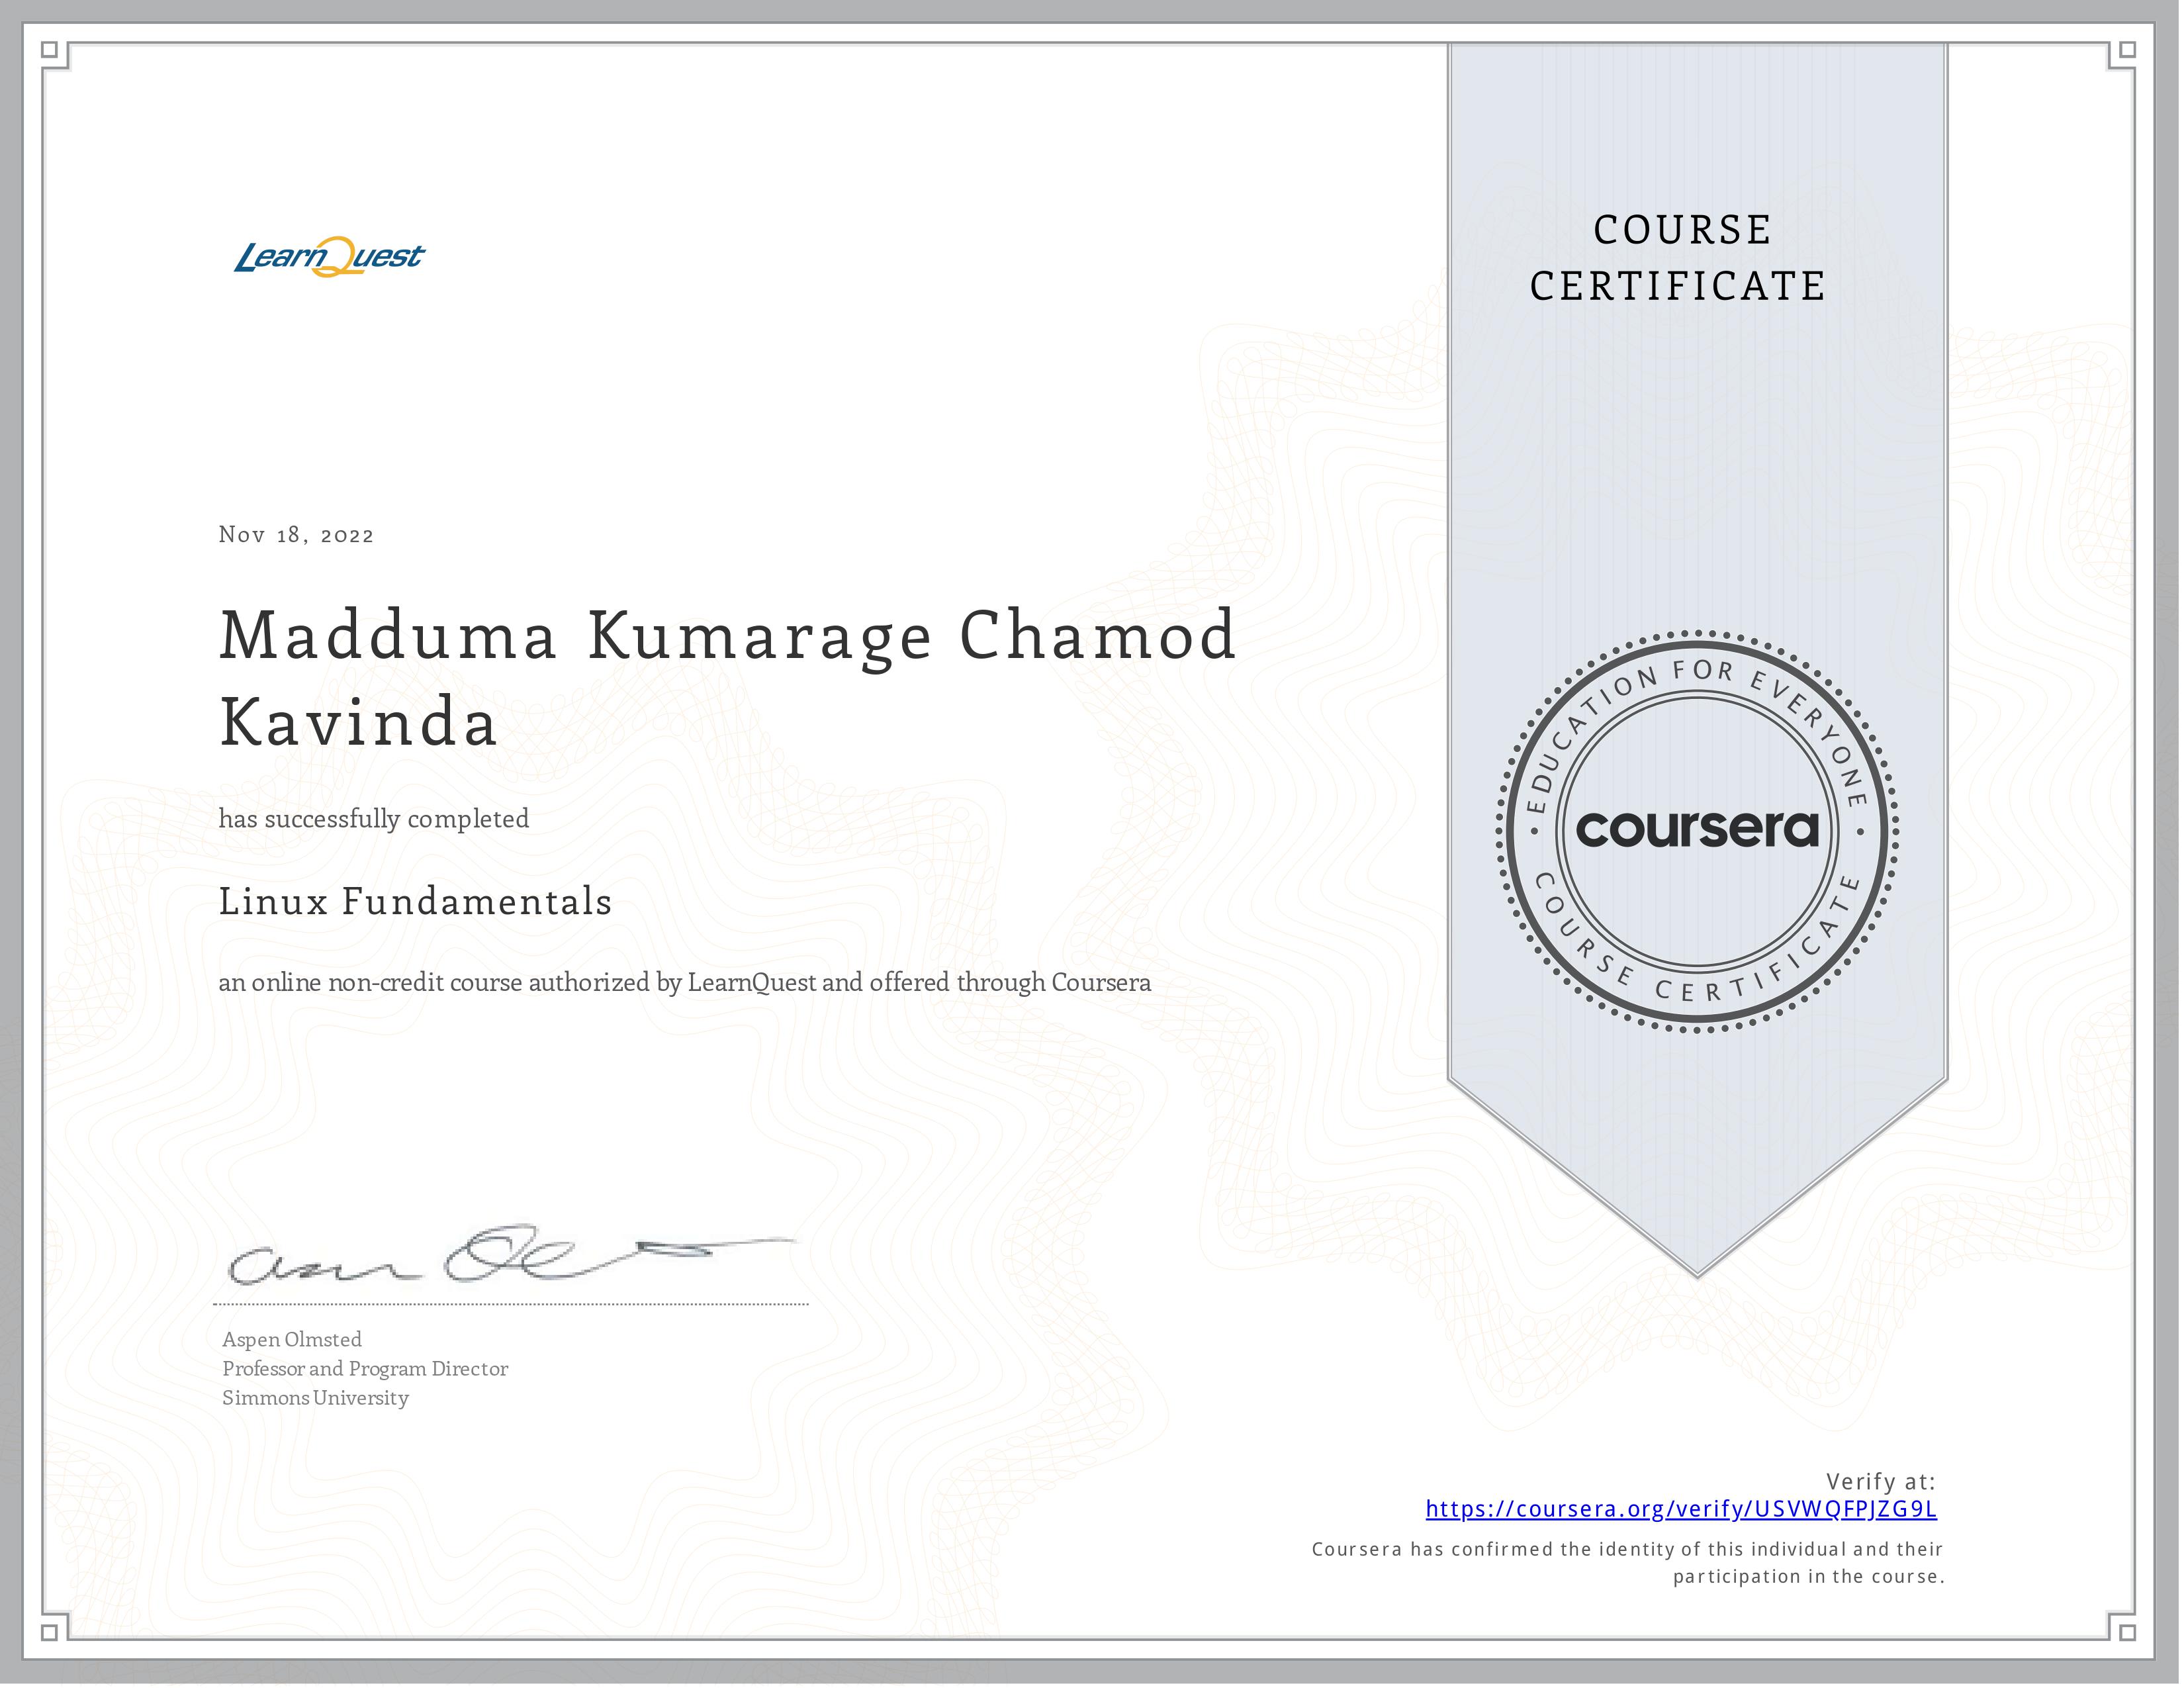 LearnQuest
COURSE
CERTIFICATE
Nov 18, 2022
Madduma Kumarage Chamod
Kavinda
has successfully completed
Linux Fundamentals
an online non-credit course authorized by LearnQuest and offered through Coursera
EDUCATION FOR EVERYONE
coursera
COURSE CERTIFICATE
Aspen Olmsted
Professor and Program Director
Simmons University
Verify at:
https://coursera.org/verify/USVWQFPJZG9L
Coursera has confirmed the identity of this individual and their
participation in the course.